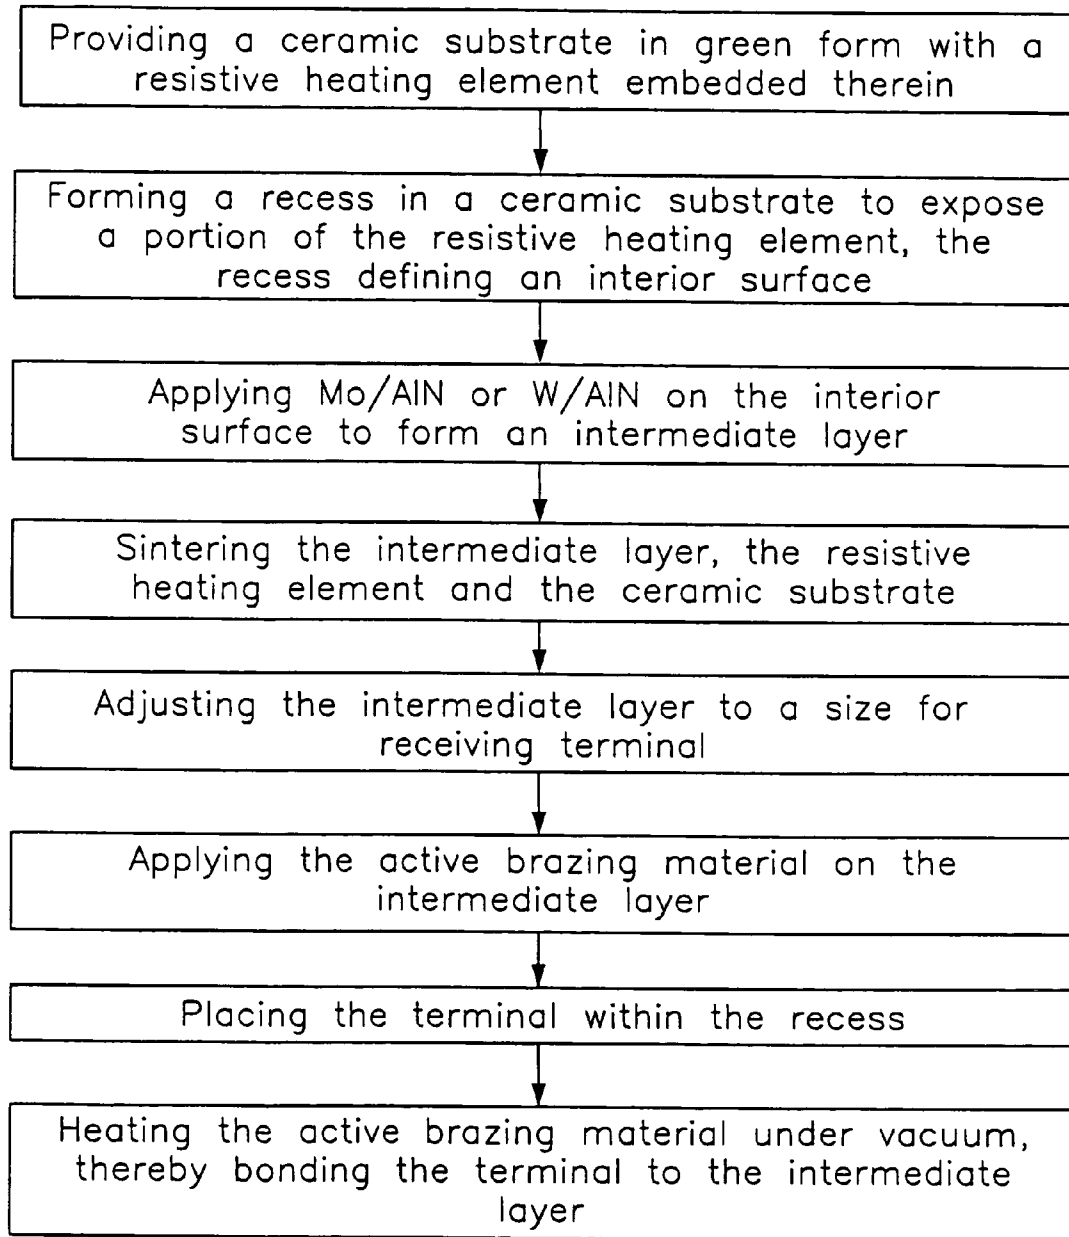 Providing a ceramic substrate in green form with a
resistive heating element embedded therein
Forming a recess in a ceramic substrate to expose
a portion of the resistive heating element, the
recess defining an interior surface
Applying Mo/AlN or W/AlN on the interior
surface to form an intermediate layer
Sintering the intermediate layer, the resistive
heating element and the ceramic substrate
Adjusting the intermediate layer to a size for
receiving terminal
Applying the active brazing material on the
intermediate layer
Placing the terminal within the recess
Heating the active brazing material under vacuum,
thereby bonding the terminal to the intermediate
layer